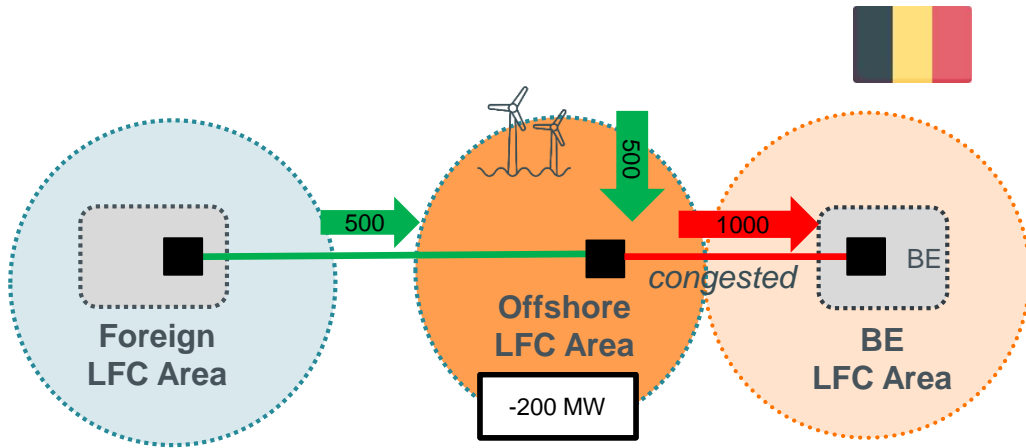 500
500
1000
congested
BE
Foreign
LFC Area
Offshore
LFC Area
BE
LFC Area
-200 MW